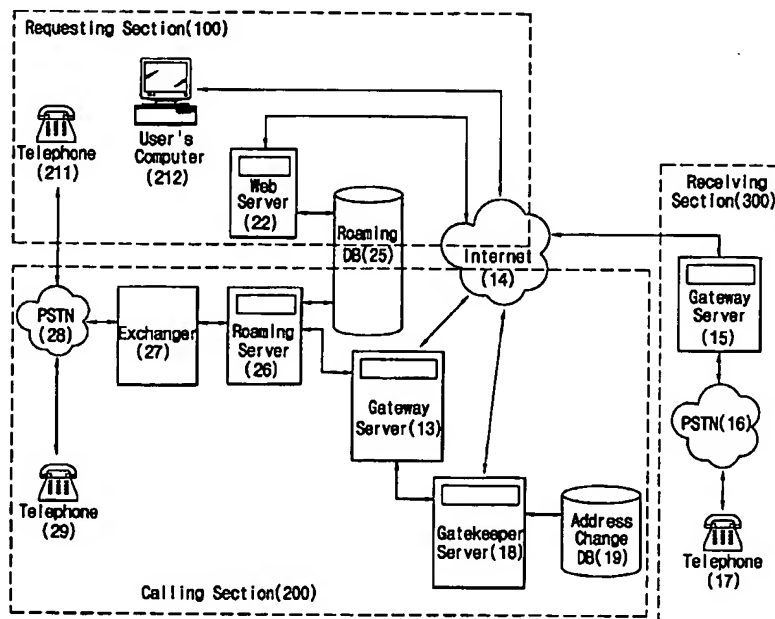 Requesting Section(100)
Telephone
(211)
User's
Computer
(212)
Web
Server
(22)
Roaming
DB(25)
Internet
(14)
Receiving
Section(300)
Gateway
Server
(15)
PSTN(16)
Telephone
(17)
PSTN
(28)
Exchanger
(27)
Roaming
Server
(26)
Gateway
Server(13)
Telephone
(29)
Gatekeeper
Server(18)
Address
Change
DB(19)
Calling Section(200)